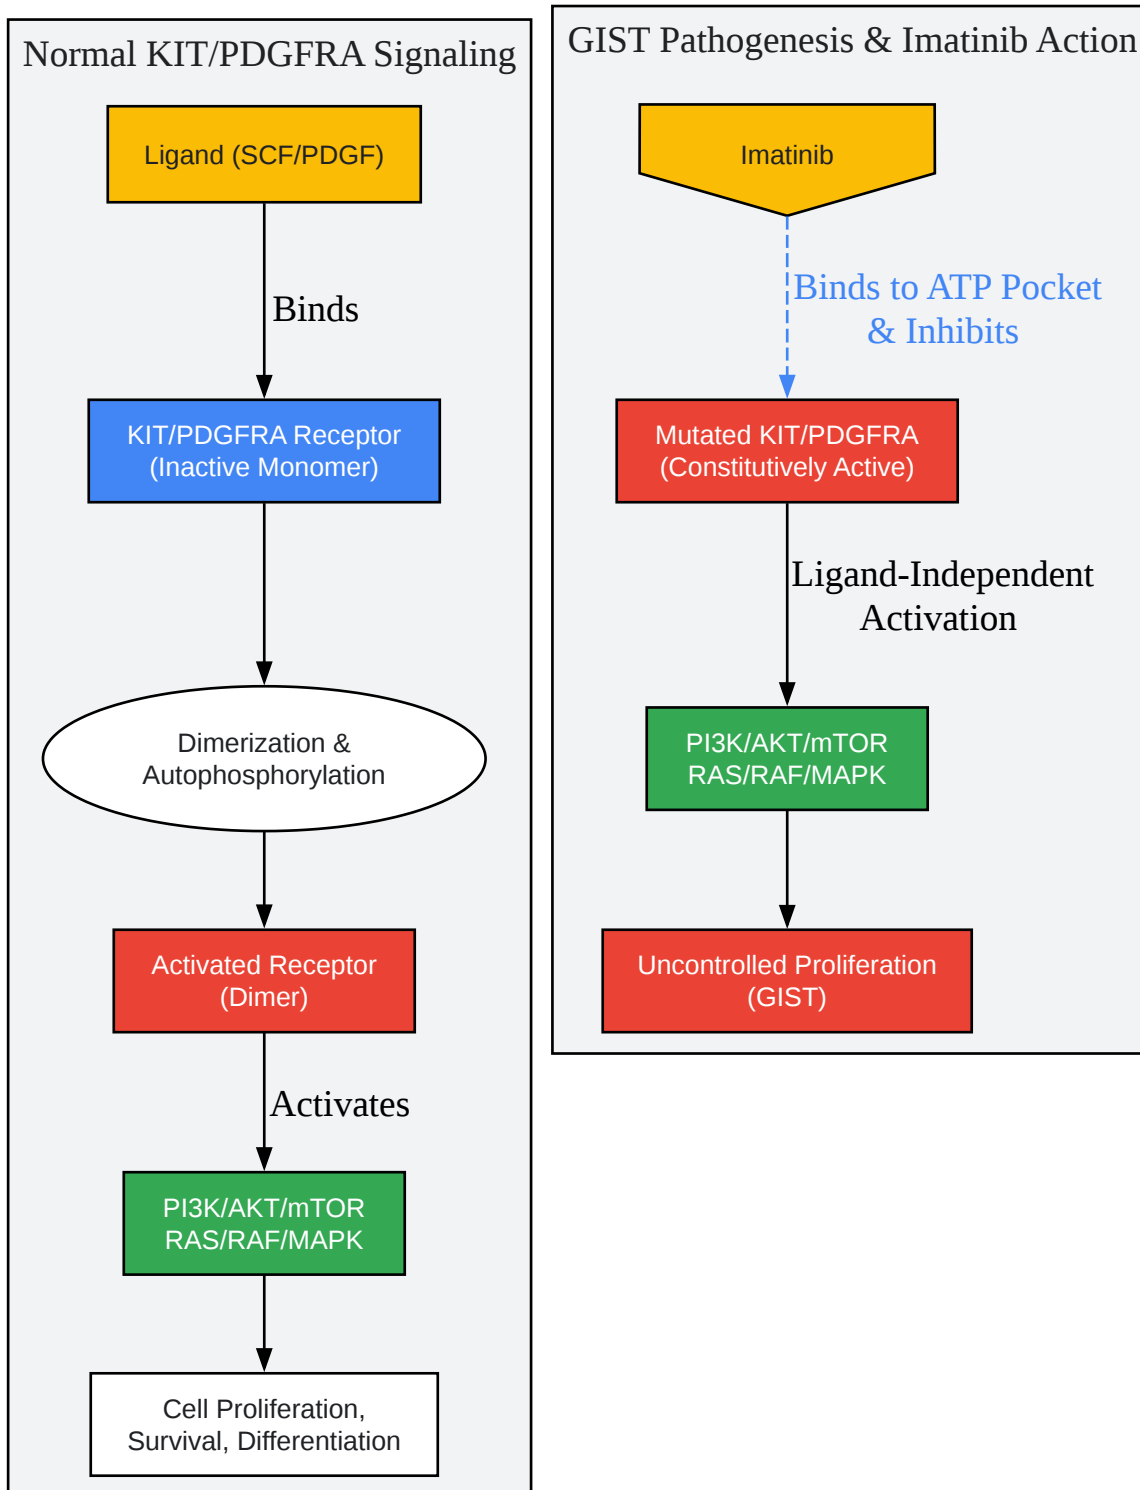 Normal KIT/PDGFRA Signaling
Ligand (SCF/PDGF)
Binds
KIT/PDGFRA Receptor
(Inactive Monomer)
Dimerization &
Autophosphorylation
Activated Receptor
(Dimer)
Activates
PI3K/AKT/mTOR
RAS/RAF/MAPK
Cell Proliferation,
Survival, Differentiation
GIST Pathogenesis & Imatinib Action
Imatinib
Binds to ATP Pocket
& Inhibits
Mutated KIT/PDGFRA
(Constitutively Active)
Ligand-Independent
Activation
PI3K/AKT/mTOR
RAS/RAF/MAPK
Uncontrolled Proliferation
(GIST)